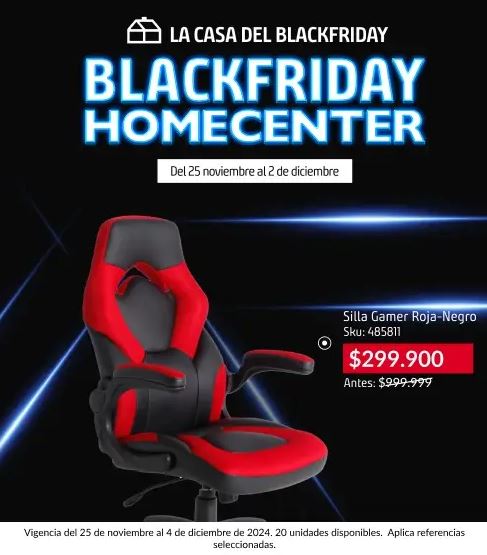 LA CASA DEL BLACKFRIDAY
BLACKFRIDAY
HOMECENTER
Del 25 noviembre al 2 de diciembre
Silla Gamer Roja-Negro
Sku: 485811
$299.900
Antes: $999.999
Vigencia del 25 de noviembre al 4 de diciembre de 2024. 20 unidades disponibles. Aplica referencias
seleccionadas.